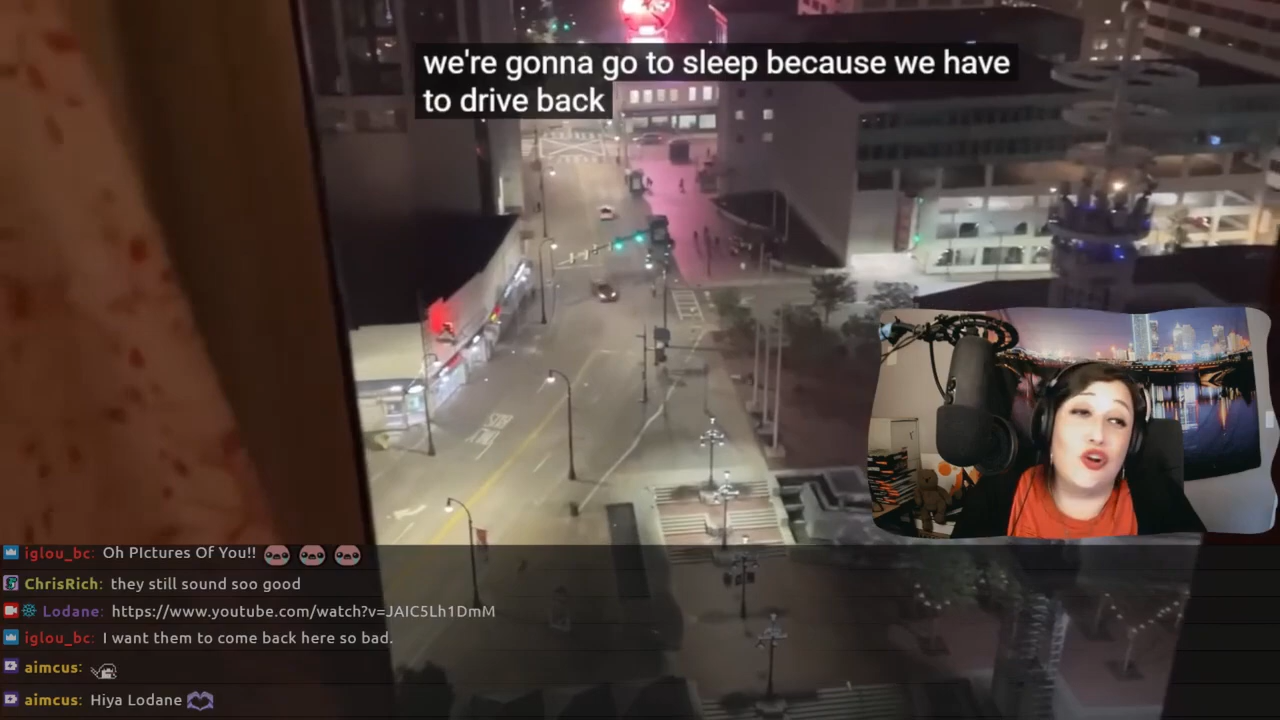 we're gonna go to sleep because we have
to drive back
iglou_bc: Oh PIctures Of You!!
ChrisRich: they still sound soo good
Lodane: https://www.youtube.com/watch?v=JAIC5Lh1DmM
iglou_bc: I want them to come back here so bad.
aimcus:
aimcus: Hiya Lodane